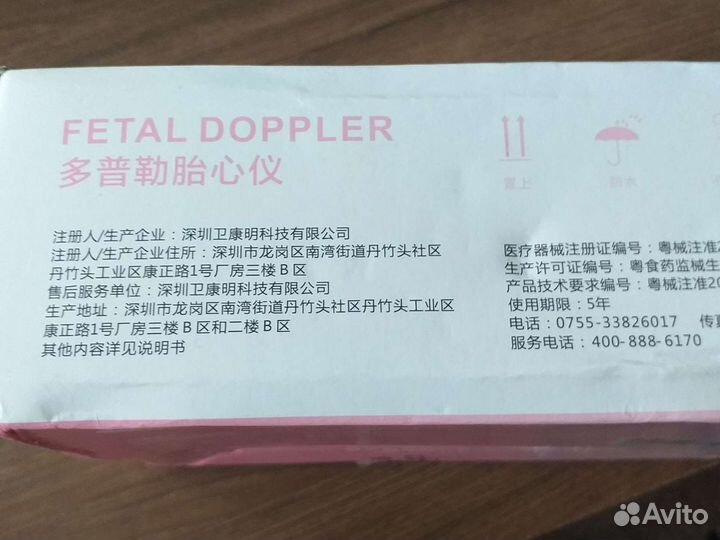 FETAL DOPPLER
多普勒胎心仪
置上
防水
注册人/生产企业：深圳卫康明科技有限公司
注册人/生产企业住所：深圳市龙岗区南湾街道丹竹头社区
丹竹头工业区康正路1号厂房三楼B区
售后服务单位：深圳卫康明科技有限公司
生产地址：深圳市龙岗区南湾街道丹竹头社区丹竹头工业区
康正路1号厂房三楼B区和二楼B区
其他内容详见说明书
医疗器械注册证编号：粤械注准2
生产许可证编号：粤食药监械生
产品技术要求编号：粤械注准20
使用期限：5年
电话：0755-33826017 传真
服务电话：400-888-6170
Avito